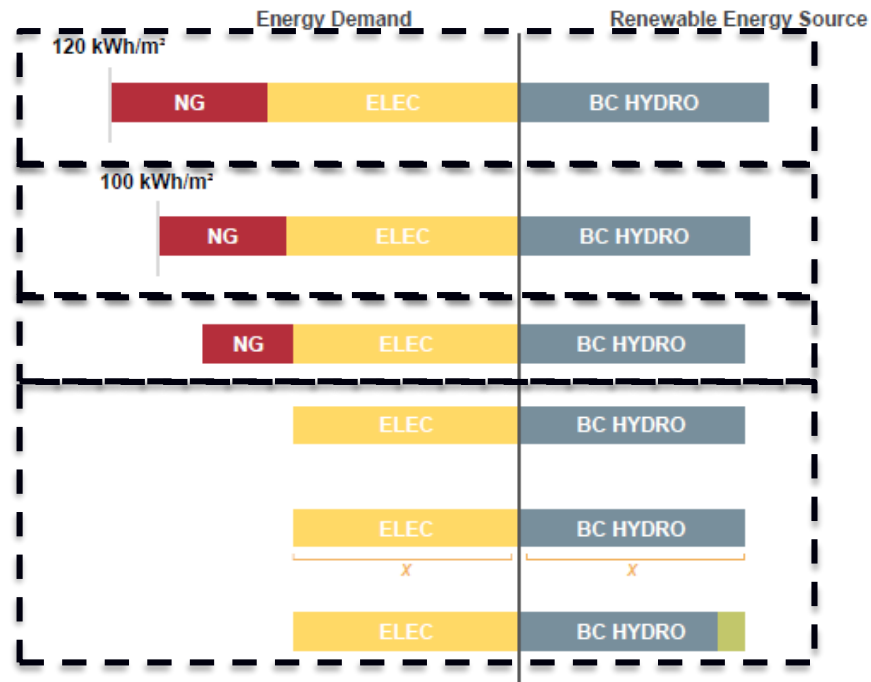 Energy Demand
Renewable Energy Source
120 kWh/m²
NG ELEC BC HYDRO
100 kWh/m²
NG ELEC BC HYDRO
NG ELEC BC HYDRO
ELEC BC HYDRO
ELEC BC HYDRO
x x
ELEC BC HYDRO